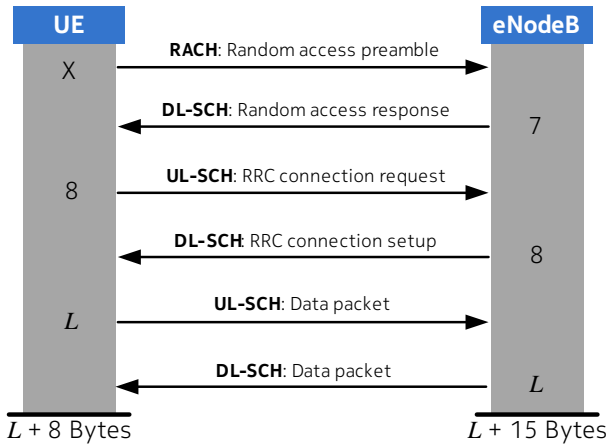 UE
eNodeB
RACH: Random access preamble
X
DL-SCH: Random access response
7
UL-SCH: RRC connection request
8
DL-SCH: RRC connection setup
8
UL-SCH: Data packet
L
DL-SCH: Data packet
L
L + 8 Bytes
L + 15 Bytes